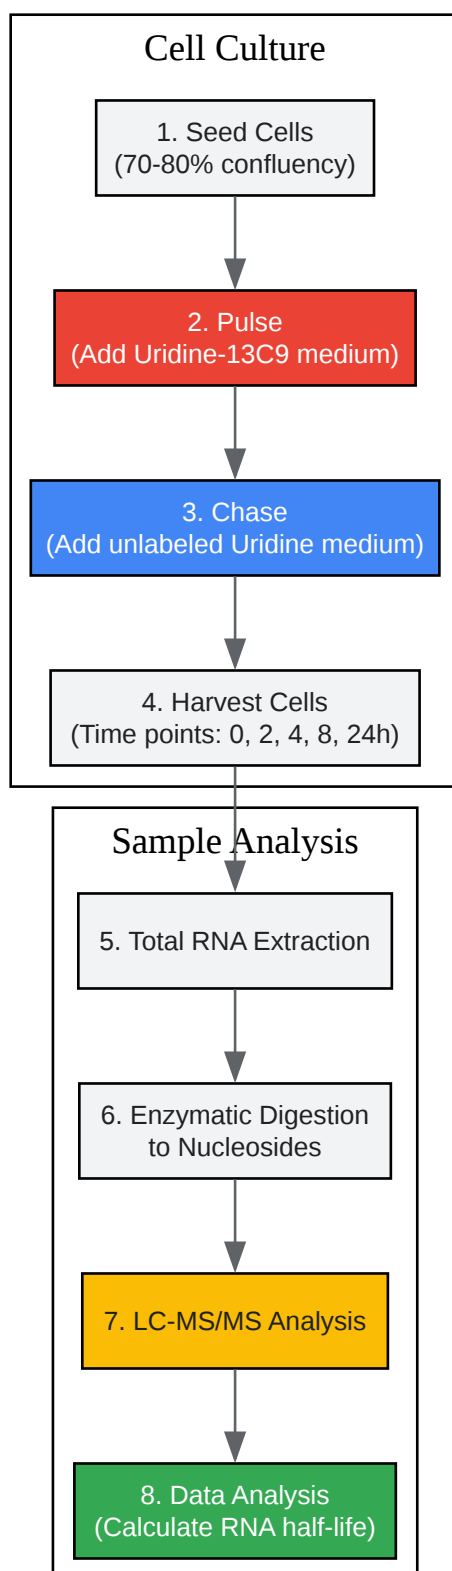 Cell Culture
1. Seed Cells
(70-80% confluency)
2. Pulse
(Add Uridine-13C9 medium)
3. Chase
(Add unlabeled Uridine medium)
4. Harvest Cells
(Time points: 0, 2, 4, 8, 24h)
Sample Analysis
5. Total RNA Extraction
6. Enzymatic Digestion
to Nucleosides
7. LC-MS/MS Analysis
8. Data Analysis
(Calculate RNA half-life)